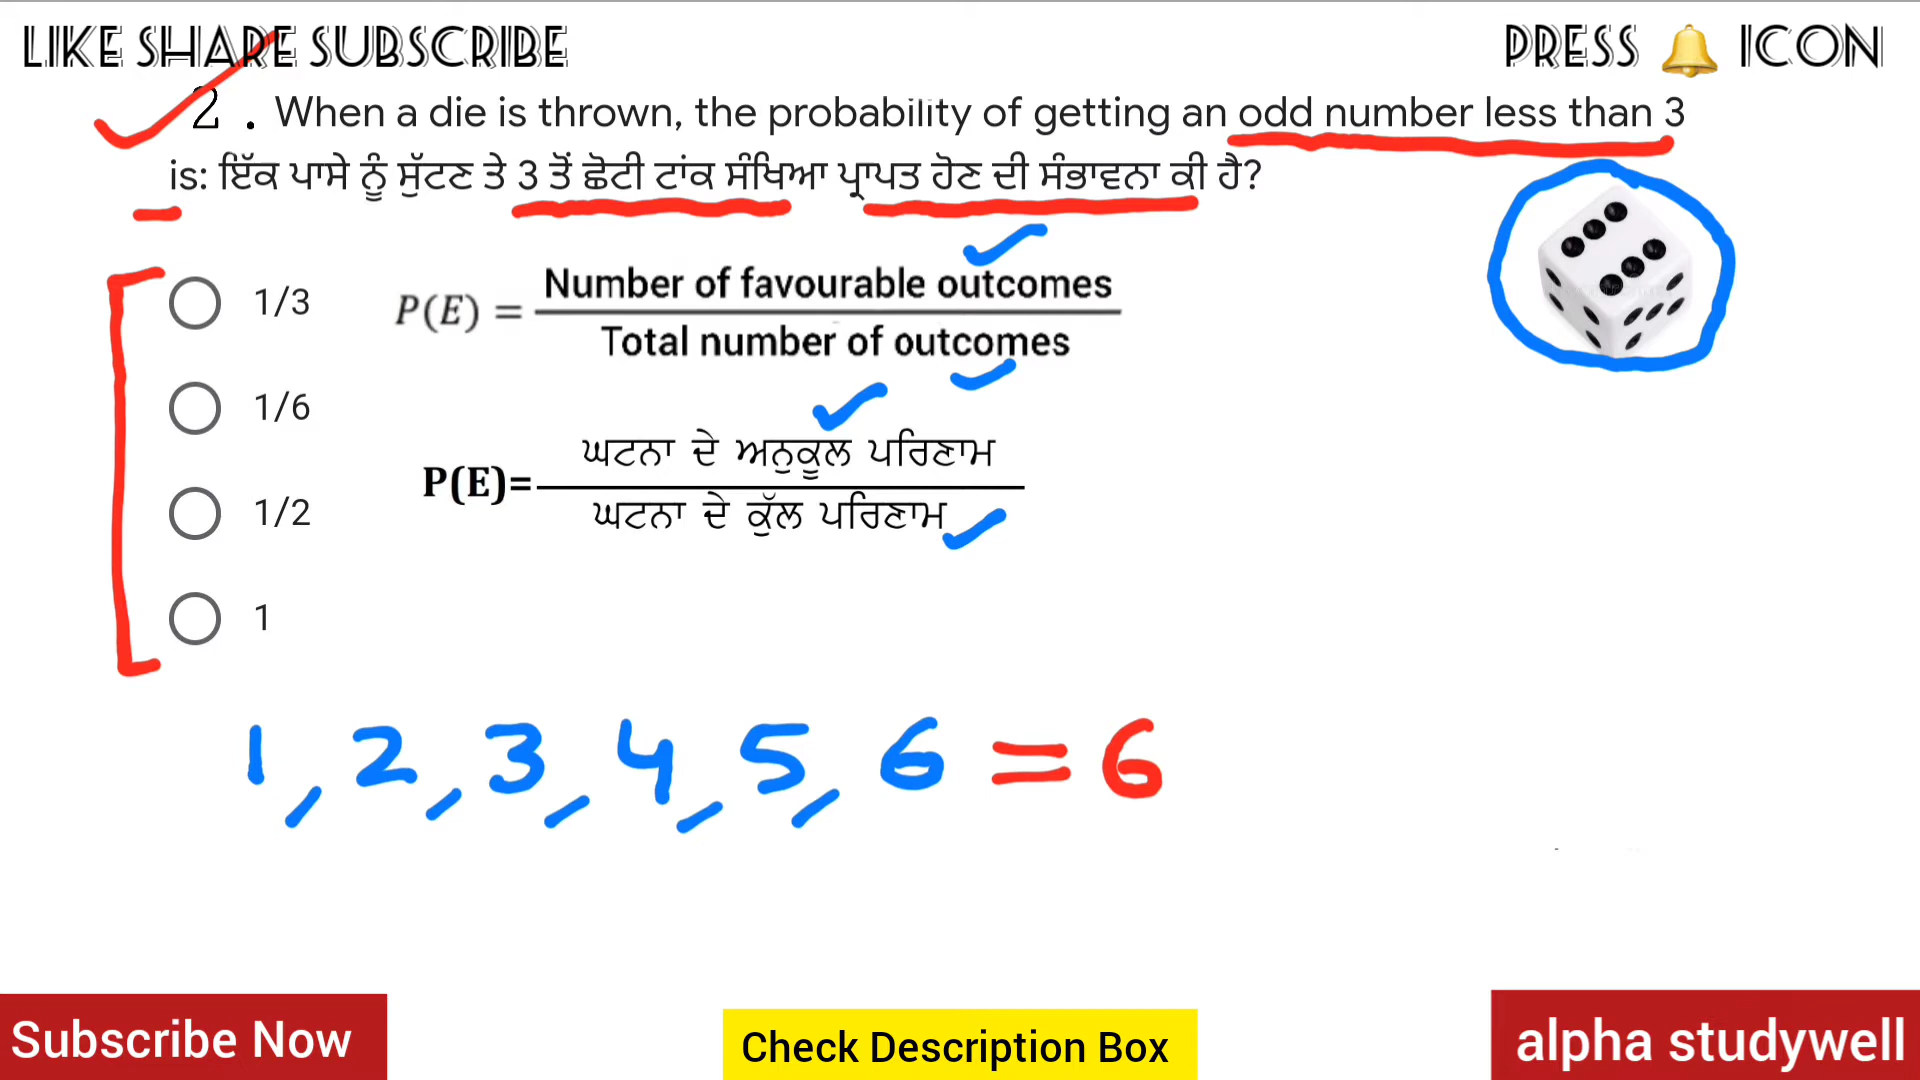 LIKE SHARE SUBSCRIBE
PRESS 🔔 ICON
2 . When a die is thrown, the probability of getting an odd number less than 3
is: ਇੱਕ ਪਾਸੇ ਨੂੰ ਸੁੱਟਣ ਤੇ 3 ਤੋਂ ਛੋਟੀ ਟਾਂਕ ਸੰਖਿਆ ਪ੍ਰਾਪਤ ਹੋਣ ਦੀ ਸੰਭਾਵਨਾ ਕੀ ਹੈ?
1/3
1/6
1/2
1
Number of favourable outcomes
P(E) =
Total number of outcomes
ਘਟਨਾ ਦੇ ਅਨੁਕੂਲ ਪਰਿਣਾਮ
P(E)=
ਘਟਨਾ ਦੇ ਕੁੱਲ ਪਰਿਣਾਮ
1, 2, 3, 4, 5, 6 = 6
Subscribe Now
Check Description Box
alpha studywell